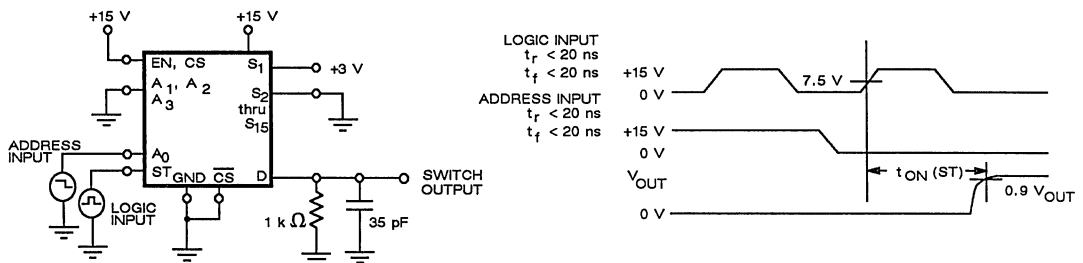 +15 V
+15 V
EN, CS
S1
+3 V
A1, A2
A3
S2
thru
S15
ADDRESS
INPUT
A0
ST
GND
CS
D
SWITCH
OUTPUT
LOGIC
INPUT
1 k Ω
35 pF
LOGIC INPUT
tr < 20 ns
tf < 20 ns
+15 V
0 V
7.5 V
ADDRESS INPUT
tr < 20 ns
tf < 20 ns
+15 V
0 V
VOUT
0 V
tON (ST)
0.9 VOUT